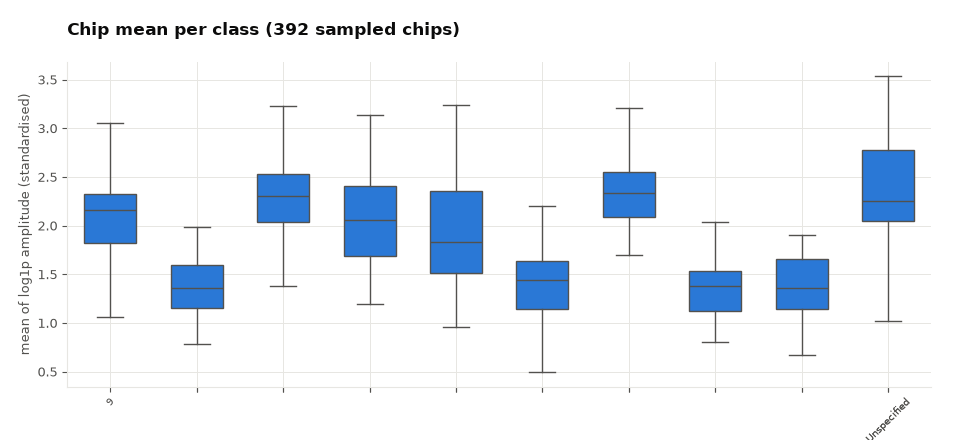 Chip mean per class (392 sampled chips)
mean of log1p amplitude (standardised)
3.5
3.0
2.5
2.0
1.5
1.0
0.5
9
Unspecified